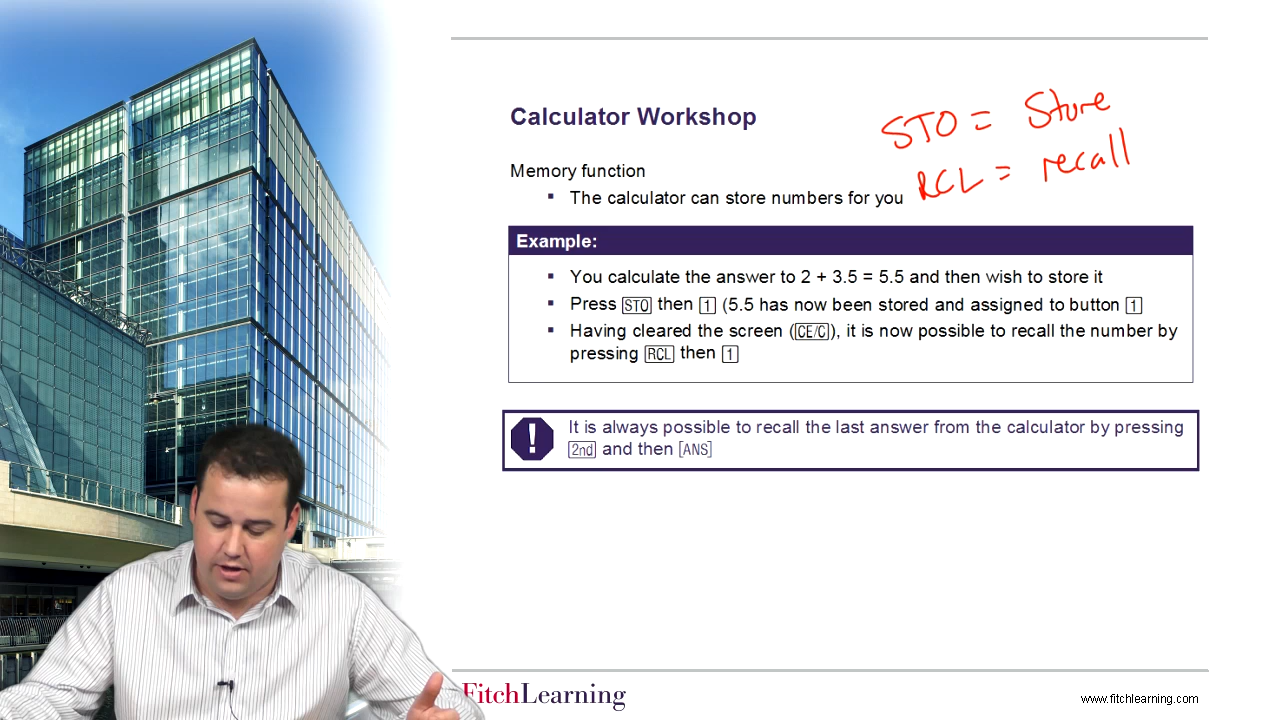 Calculator Workshop
STO = Store
RCL = recall
Memory function
▪ The calculator can store numbers for you
Example:
▪ You calculate the answer to 2 + 3.5 = 5.5 and then wish to store it
▪ Press STO then 1 (5.5 has now been stored and assigned to button 1
▪ Having cleared the screen (CE/C), it is now possible to recall the number by
pressing RCL then 1
! It is always possible to recall the last answer from the calculator by pressing
2nd and then [ANS]
FitchLearning
www.fitchlearning.com